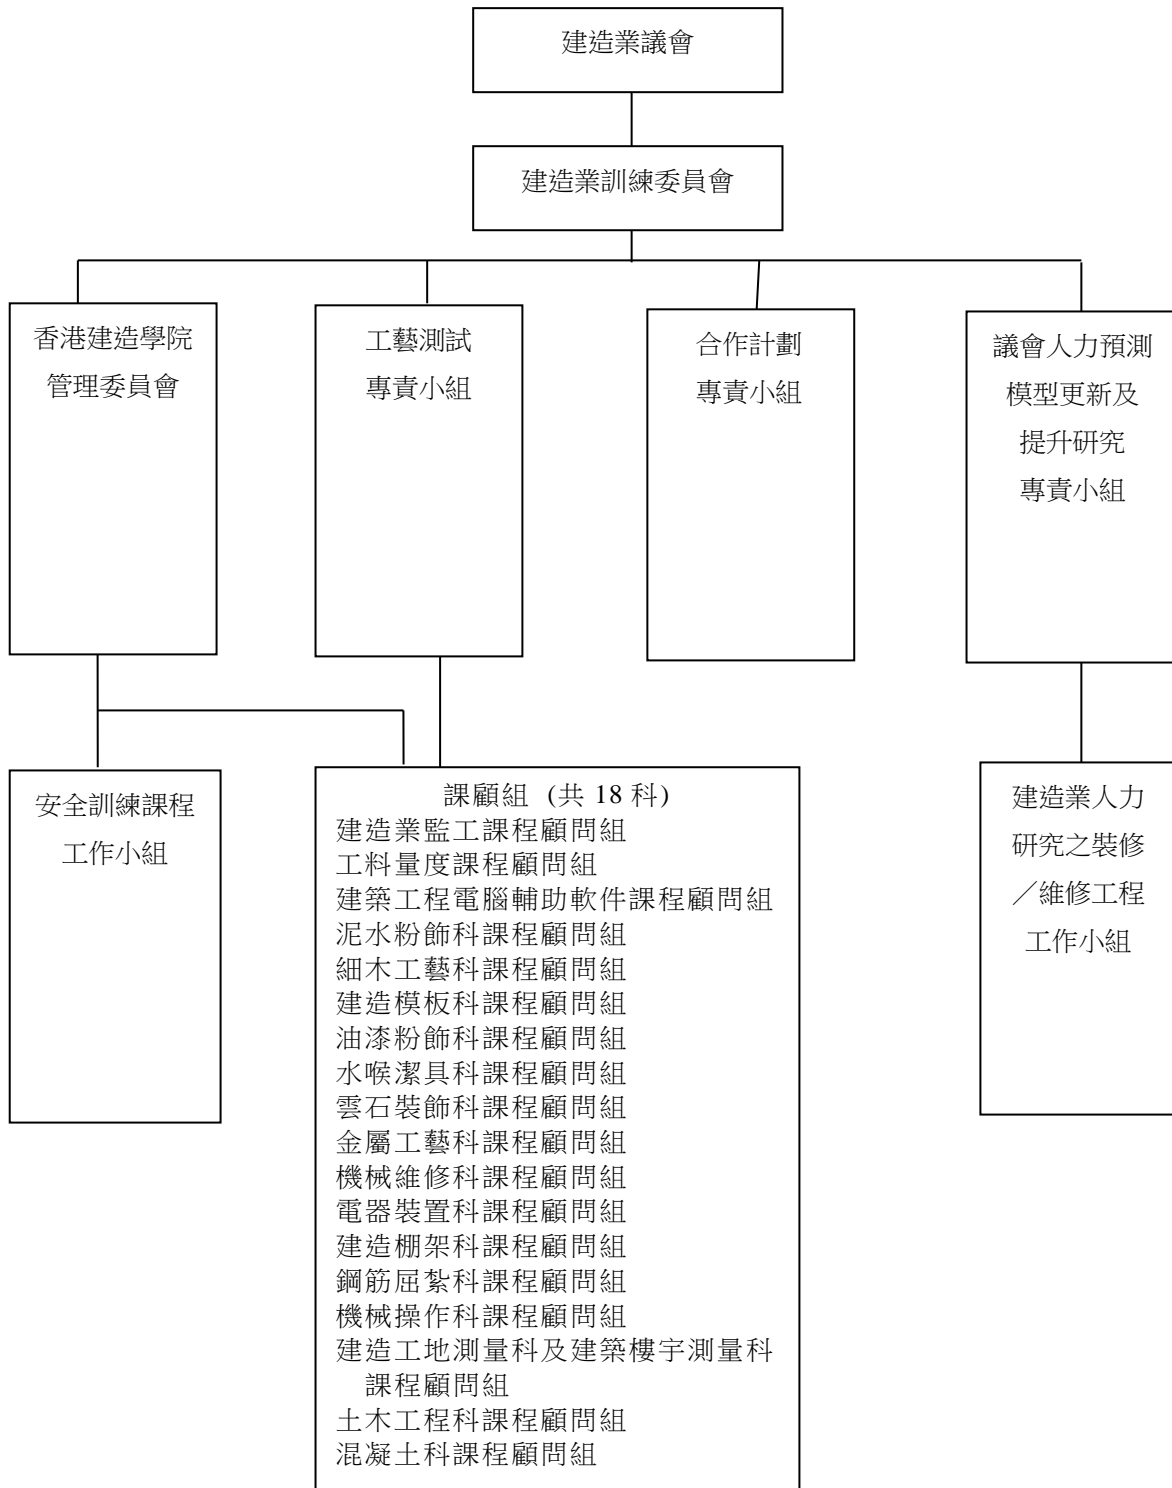 建造業議會
建造業訓練委員會
香港建造學院
管理委員會
工藝測試
專責小組
合作計劃
專責小組
議會人力預測
模型更新及
提升研究
專責小組
安全訓練課程
工作小組
課顧組 (共 18 科)
建造業監工課程顧問組
工料量度課程顧問組
建築工程電腦輔助軟件課程顧問組
泥水粉飾科課程顧問組
細木工藝科課程顧問組
建造模板科課程顧問組
油漆粉飾科課程顧問組
水喉潔具科課程顧問組
雲石裝飾科課程顧問組
金屬工藝科課程顧問組
機械維修科課程顧問組
電器裝置科課程顧問組
建造棚架科課程顧問組
鋼筋屈紮科課程顧問組
機械操作科課程顧問組
建造工地測量科及建築樓宇測量科
課程顧問組
土木工程科課程顧問組
混凝土科課程顧問組
建造業人力
研究之裝修
／維修工程
工作小組